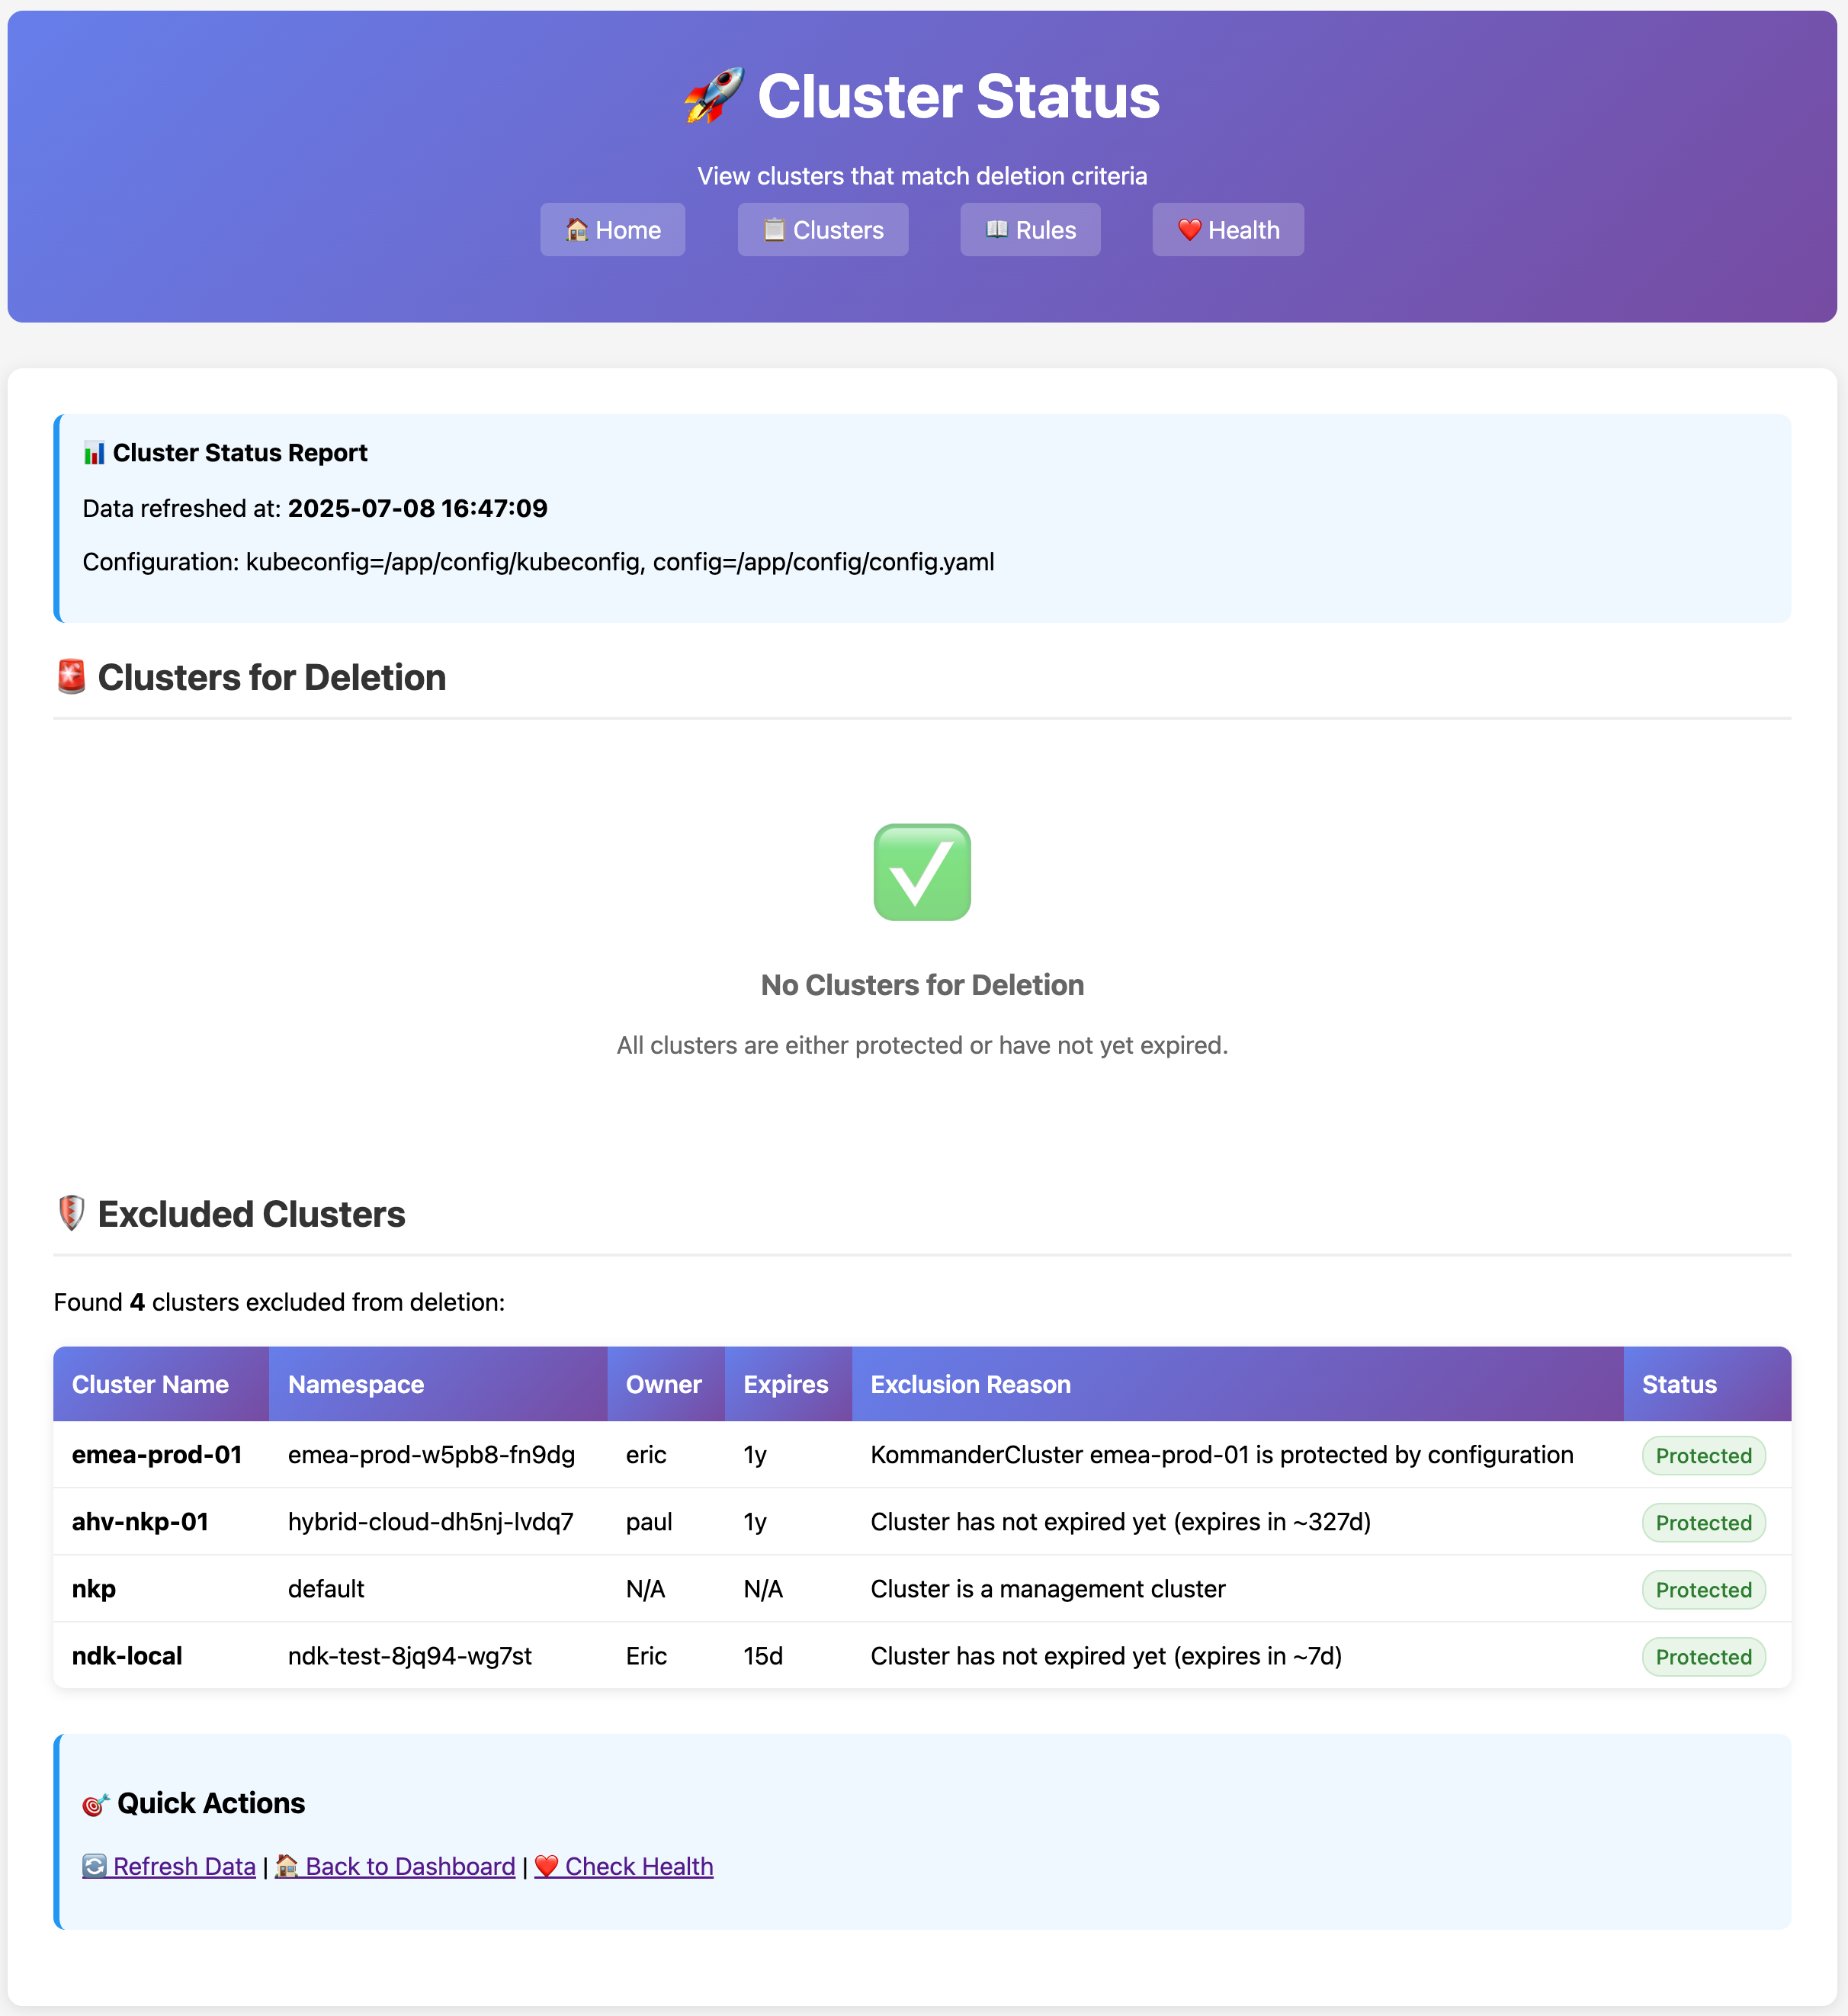 🚀 Cluster Status
View clusters that match deletion criteria
🏠 Home 📋 Clusters 📖 Rules ❤️ Health
📊 Cluster Status Report
Data refreshed at: 2025-07-08 16:47:09
Configuration: kubeconfig=/app/config/kubeconfig, config=/app/config/config.yaml
🚨 Clusters for Deletion
✅
No Clusters for Deletion
All clusters are either protected or have not yet expired.
🛡️ Excluded Clusters
Found 4 clusters excluded from deletion:
Cluster Name Namespace Owner Expires Exclusion Reason Status
emea-prod-01 emea-prod-w5pb8-fn9dg eric 1y KommanderCluster emea-prod-01 is protected by configuration Protected
ahv-nkp-01 hybrid-cloud-dh5nj-lvdq7 paul 1y Cluster has not expired yet (expires in ~327d) Protected
nkp default N/A N/A Cluster is a management cluster Protected
ndk-local ndk-test-8jq94-wg7st Eric 15d Cluster has not expired yet (expires in ~7d) Protected
🎯 Quick Actions
🔄 Refresh Data | 🏠 Back to Dashboard | ❤️ Check Health